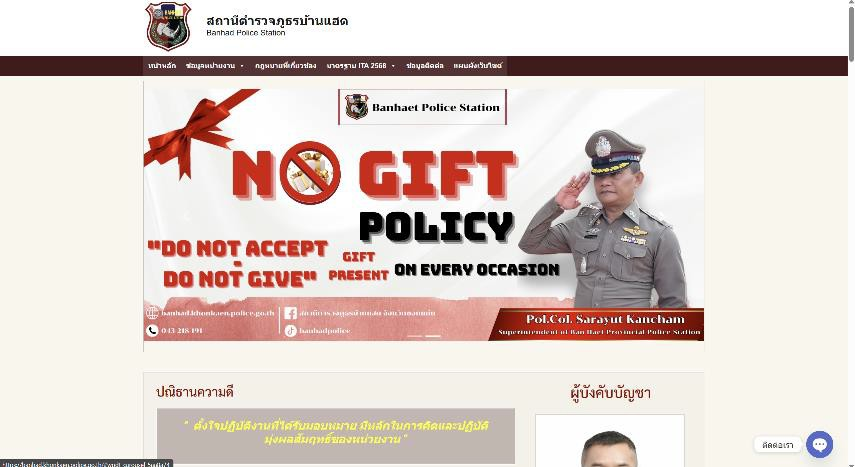 สถานีตำรวจภูธรบ้านแฮด
Banhad Police Station
หน้าหลัก ข้อมูลหน่วยงาน กฎหมายที่เกี่ยวข้อง มาตรฐาน ITA 2568 ข้อมูลติดต่อ แผนผังเว็บไซต์
Banhaet Police Station
NO GIFT
POLICY
"DO NOT ACCEPT
DO NOT GIVE"
GIFT
PRESENT
ON EVERY OCCASION
banhad.khonkaen.police.go.th
043 218 191
สถานีตำรวจภูธรบ้านแฮด จังหวัดขอนแก่น
banhadpolice
Pol.Col. Sarayut Kancham
Superintendent of Ban Haet Provincial Police Station
ปณิธานความดี
" ตั้งใจปฏิบัติงานที่ได้รับมอบหมาย มีหลักในการคิดและปฏิบัติ
มุ่งผลสัมฤทธิ์ของหน่วยงาน "
ผู้บังคับบัญชา
ติดต่อเรา